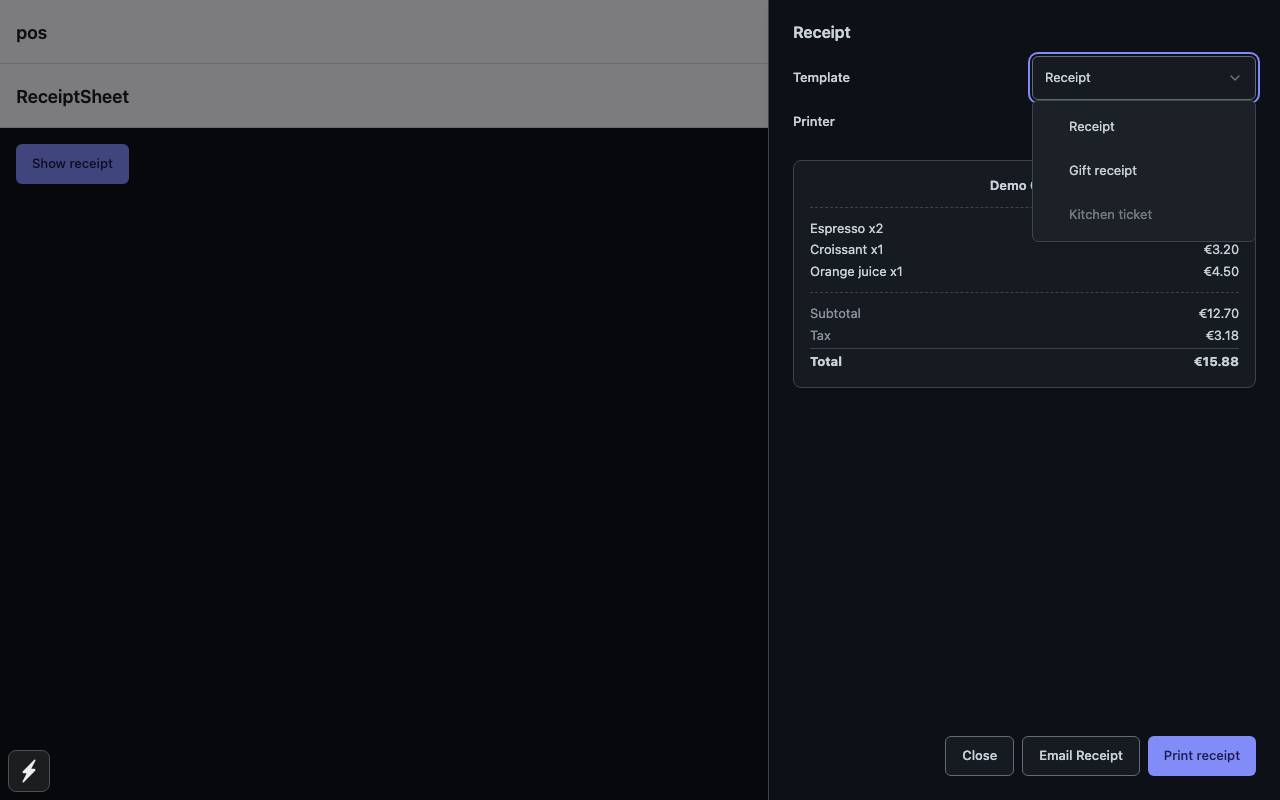 pos
ReceiptSheet
Show receipt
Receipt
Template
Receipt
Printer
Receipt
Gift receipt
Kitchen ticket
Demo
Espresso x2
Croissant x1 €3.20
Orange juice x1 €4.50
Subtotal €12.70
Tax €3.18
Total €15.88
Close Email Receipt Print receipt